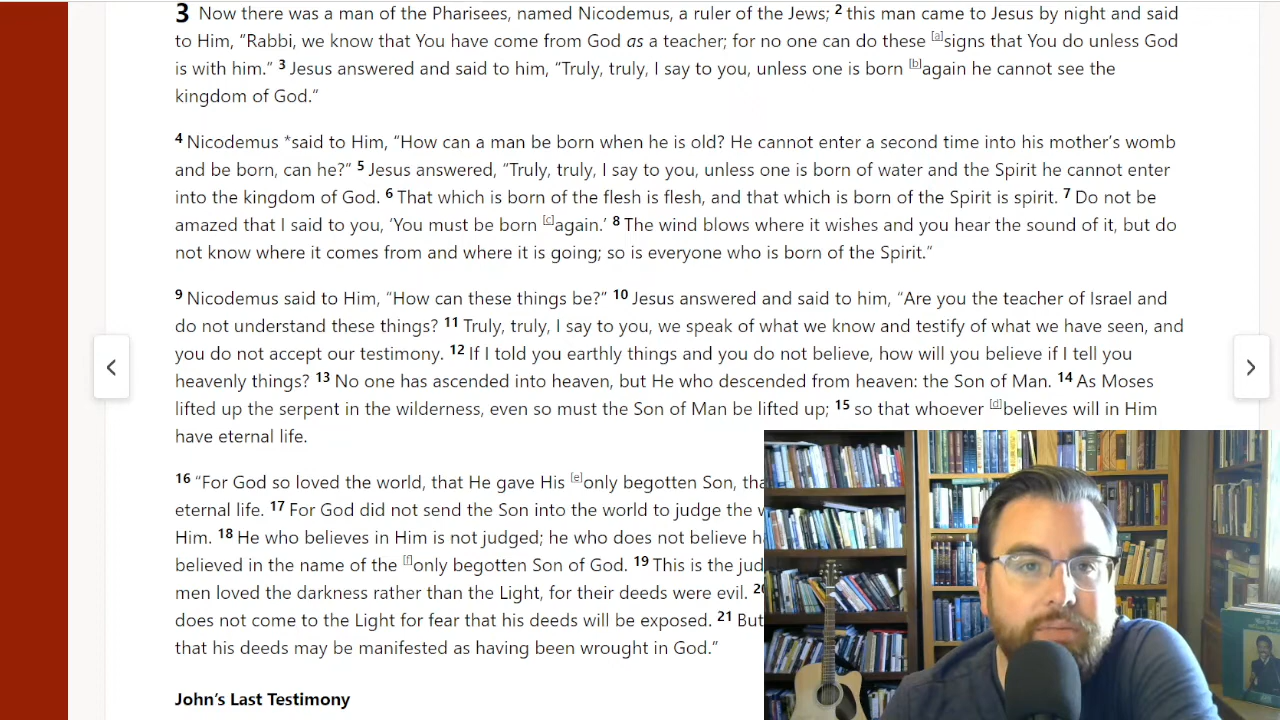 3 Now there was a man of the Pharisees, named Nicodemus, a ruler of the Jews; 2 this man came to Jesus by night and said
to Him, “Rabbi, we know that You have come from God as a teacher; for no one can do these [a]signs that You do unless God
is with him.” 3 Jesus answered and said to him, “Truly, truly, I say to you, unless one is born [b]again he cannot see the
kingdom of God.”
4 Nicodemus *said to Him, “How can a man be born when he is old? He cannot enter a second time into his mother’s womb
and be born, can he?” 5 Jesus answered, “Truly, truly, I say to you, unless one is born of water and the Spirit he cannot enter
into the kingdom of God. 6 That which is born of the flesh is flesh, and that which is born of the Spirit is spirit. 7 Do not be
amazed that I said to you, ‘You must be born [c]again.’ 8 The wind blows where it wishes and you hear the sound of it, but do
not know where it comes from and where it is going; so is everyone who is born of the Spirit.”
9 Nicodemus said to Him, “How can these things be?” 10 Jesus answered and said to him, “Are you the teacher of Israel and
do not understand these things? 11 Truly, truly, I say to you, we speak of what we know and testify of what we have seen, and
you do not accept our testimony. 12 If I told you earthly things and you do not believe, how will you believe if I tell you
heavenly things? 13 No one has ascended into heaven, but He who descended from heaven: the Son of Man. 14 As Moses
lifted up the serpent in the wilderness, even so must the Son of Man be lifted up; 15 so that whoever [d]believes will in Him
have eternal life.
16 “For God so loved the world, that He gave His [e]only begotten Son, tha
eternal life. 17 For God did not send the Son into the world to judge the
Him. 18 He who believes in Him is not judged; he who does not believe h
believed in the name of the [f]only begotten Son of God. 19 This is the jud
men loved the darkness rather than the Light, for their deeds were evil. 20
does not come to the Light for fear that his deeds will be exposed. 21 But
that his deeds may be manifested as having been wrought in God.”
John’s Last Testimony